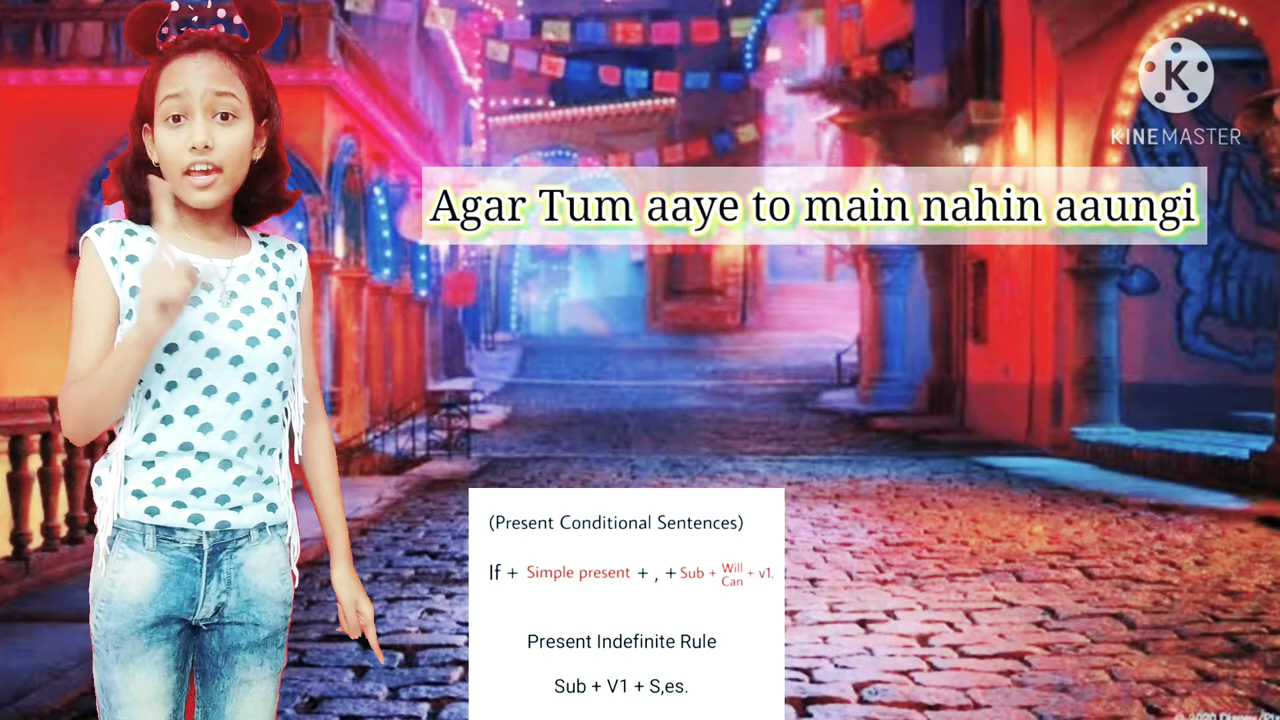 KINEMASTER
Agar Tum aaye to main nahin aaungi
(Present Conditional Sentences)
If + Simple present + , + Sub + Will Can + v1.
Present Indefinite Rule
Sub + V1 + S,es.